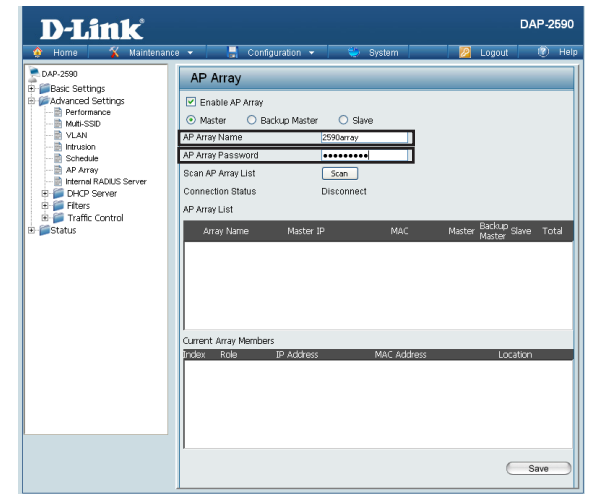 D-Link®
DAP-2590
Home Maintenance Configuration System Logout Help
DAP-2590
Basic Settings
Advanced Settings
Performance
Multi-SSID
VLAN
Intrusion
Schedule
AP Array
Internal RADIUS Server
DHCP Server
Filters
Traffic Control
Status
AP Array
Enable AP Array
Master Backup Master Slave
AP Array Name 2590array
AP Array Password •••••••••
Scan AP Array List Scan
Connection Status Disconnect
AP Array List
Array Name Master IP MAC Master Backup Master Slave Total
Current Array Members
Index Role IP Address MAC Address Location
Save